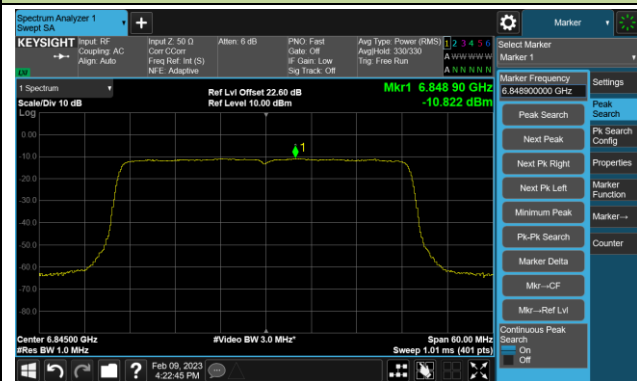 Spectrum Analyzer 1
Swept SA
+
Marker
KEYSIGHT
Input: RF
Coupling: AC
Align: Auto
Input Z: 50 Ω
Corr CCorr
Freq Ref: Int (S)
NFE: Adaptive
Atten: 6 dB
PNO: Fast
Gate: Off
IF Gain: Low
Sig Track: Off
Avg Type: Power (RMS)
Avg|Hold: 330/330
Trig: Free Run
1 2 3 4 5 6
A W W W W W
A N N N N N
LXI
1 Spectrum
Scale/Div 10 dB
Log
Ref Lvl Offset 22.60 dB
Ref Level 10.00 dBm
Mkr1 6.848 90 GHz
-10.822 dBm
0.00
-10.0
-20.0
-30.0
-40.0
-50.0
-60.0
-70.0
-80.0
1
Center 6.84500 GHz
#Res BW 1.0 MHz
#Video BW 3.0 MHz*
Span 60.00 MHz
Sweep 1.01 ms (401 pts)
Feb 09, 2023
4:22:45 PM
?
Select Marker
Marker 1
Marker Frequency
6.848900000 GHz
Peak Search
Next Peak
Next Pk Right
Next Pk Left
Minimum Peak
Pk-Pk Search
Marker Delta
Mkr→CF
Mkr→Ref Lvl
Continuous Peak
Search
On
Off
Settings
Peak
Search
Pk Search
Config
Properties
Marker
Function
Marker→
Counter